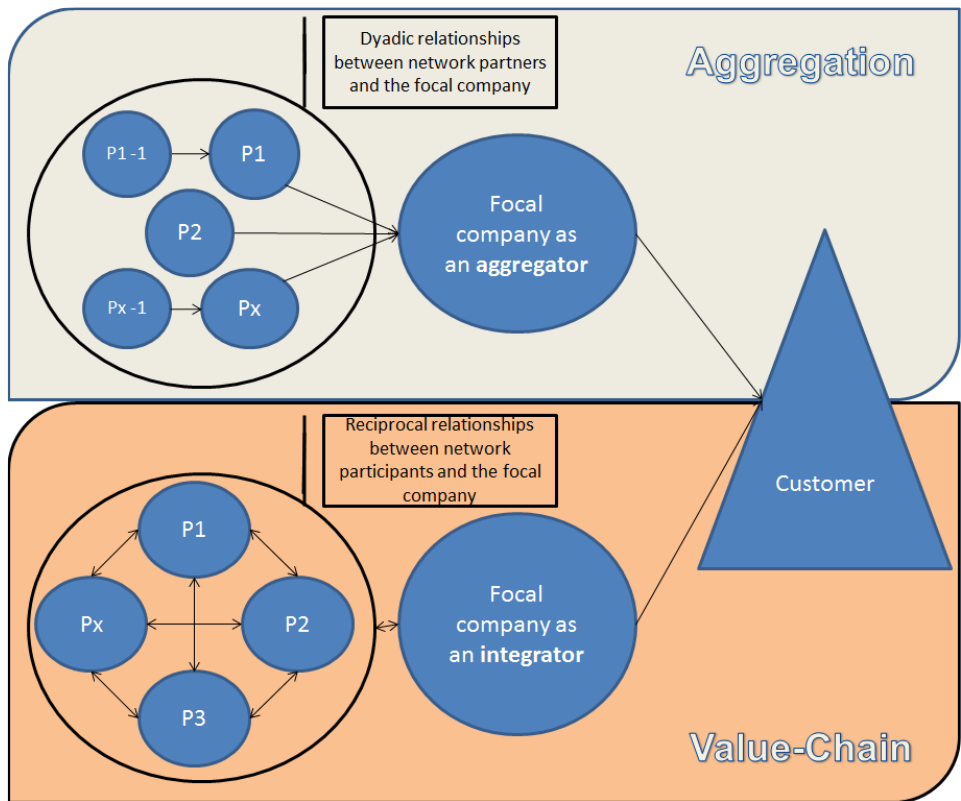 Dyadic relationships
between network partners
and the focal company
Aggregation
P1 -1
P1
P2
Px -1
Px
Focal
company as
an aggregator
Reciprocal relationships
between network
participants and the focal
company
Customer
P1
Px
P2
P3
Focal
company as
an integrator
Value-Chain